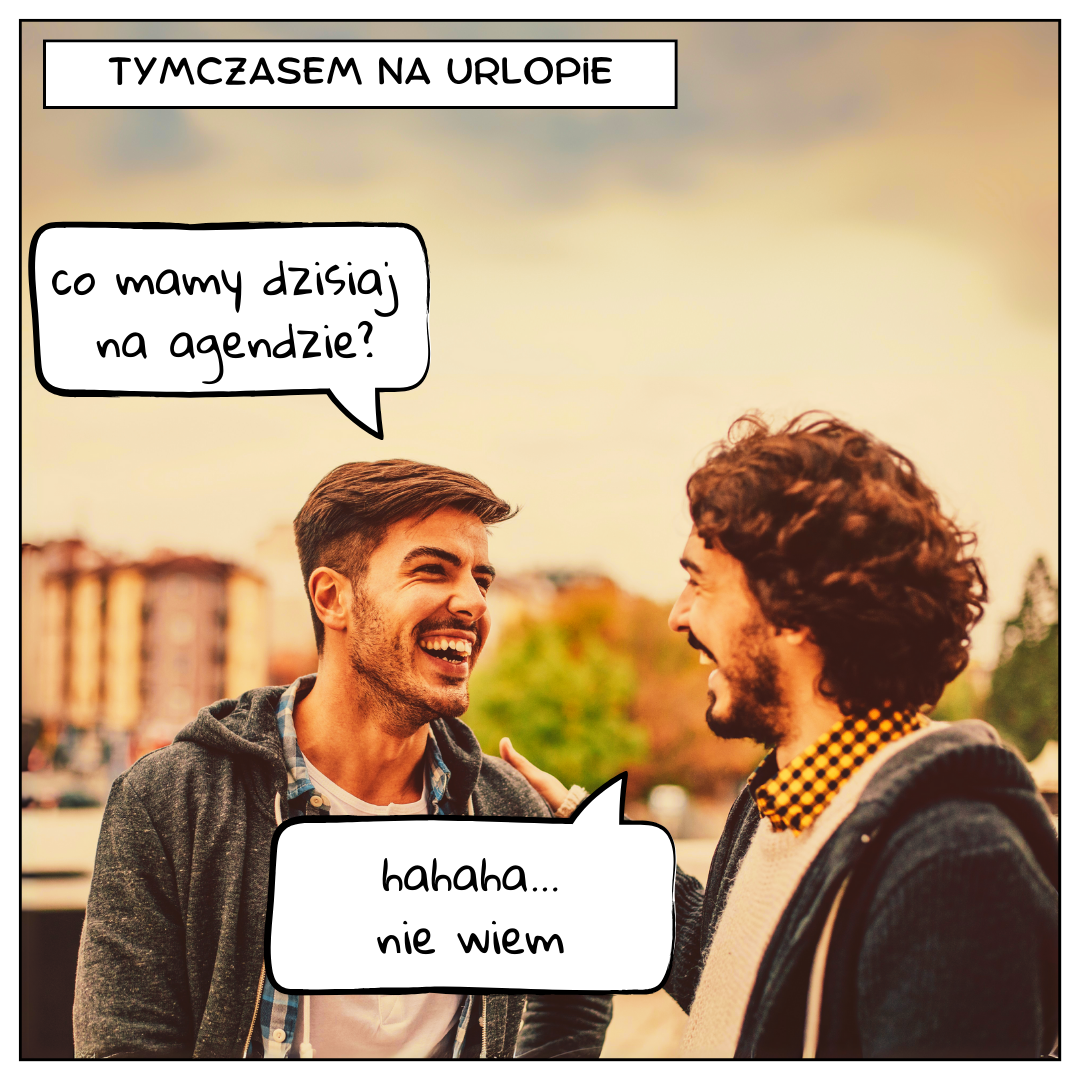 TYMCZASEM NA URLOPIE
co mamy dzisiaj
na agendzie?
hahaha...
nie wiem